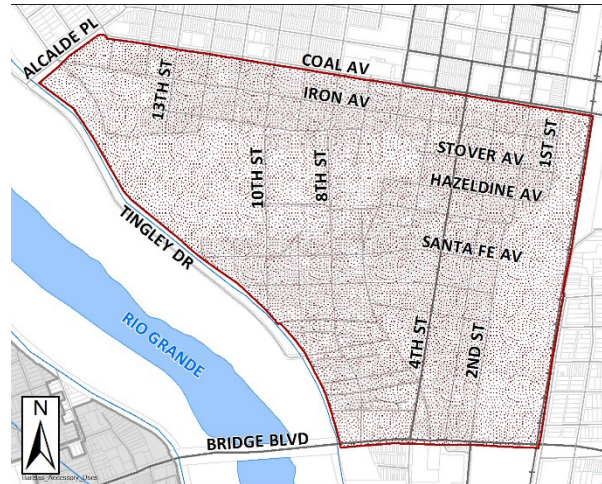 ALCALDE PL
COAL AV
IRON AV
13TH ST
1ST ST
STOVER AV
10TH ST
8TH ST
HAZELDINE AV
SANTA FE AV
TINGLEY DR
RIO GRANDE
4TH ST
2ND ST
BRIDGE BLVD
N
Barelas_Accessory_Uses